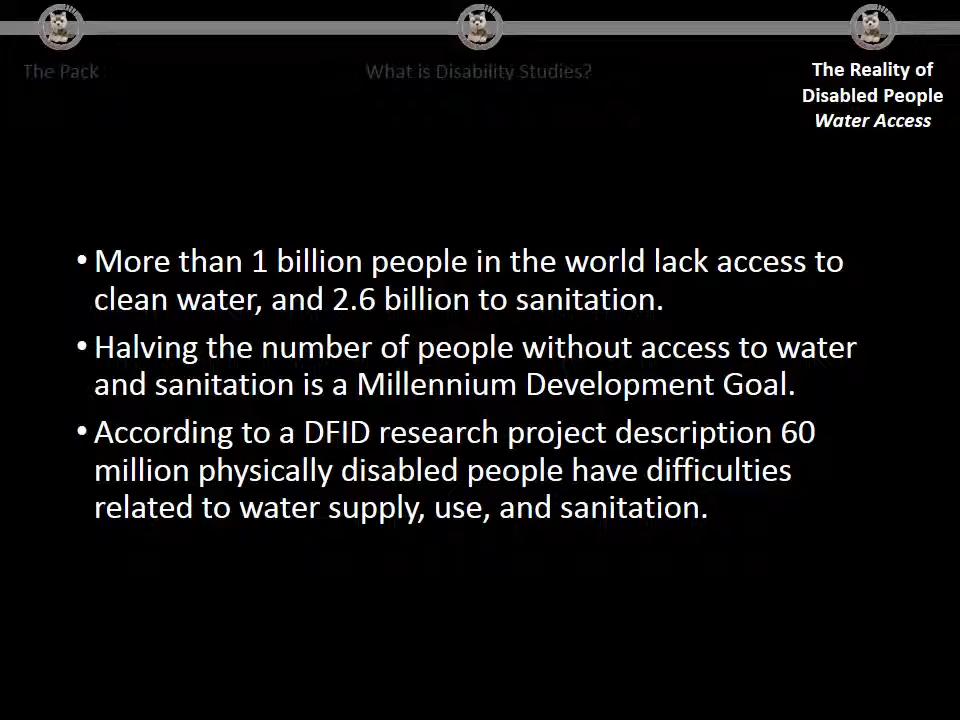 The Pack
What is Disability Studies?
The Reality of
Disabled People
Water Access
• More than 1 billion people in the world lack access to
clean water, and 2.6 billion to sanitation.
• Halving the number of people without access to water
and sanitation is a Millennium Development Goal.
• According to a DFID research project description 60
million physically disabled people have difficulties
related to water supply, use, and sanitation.